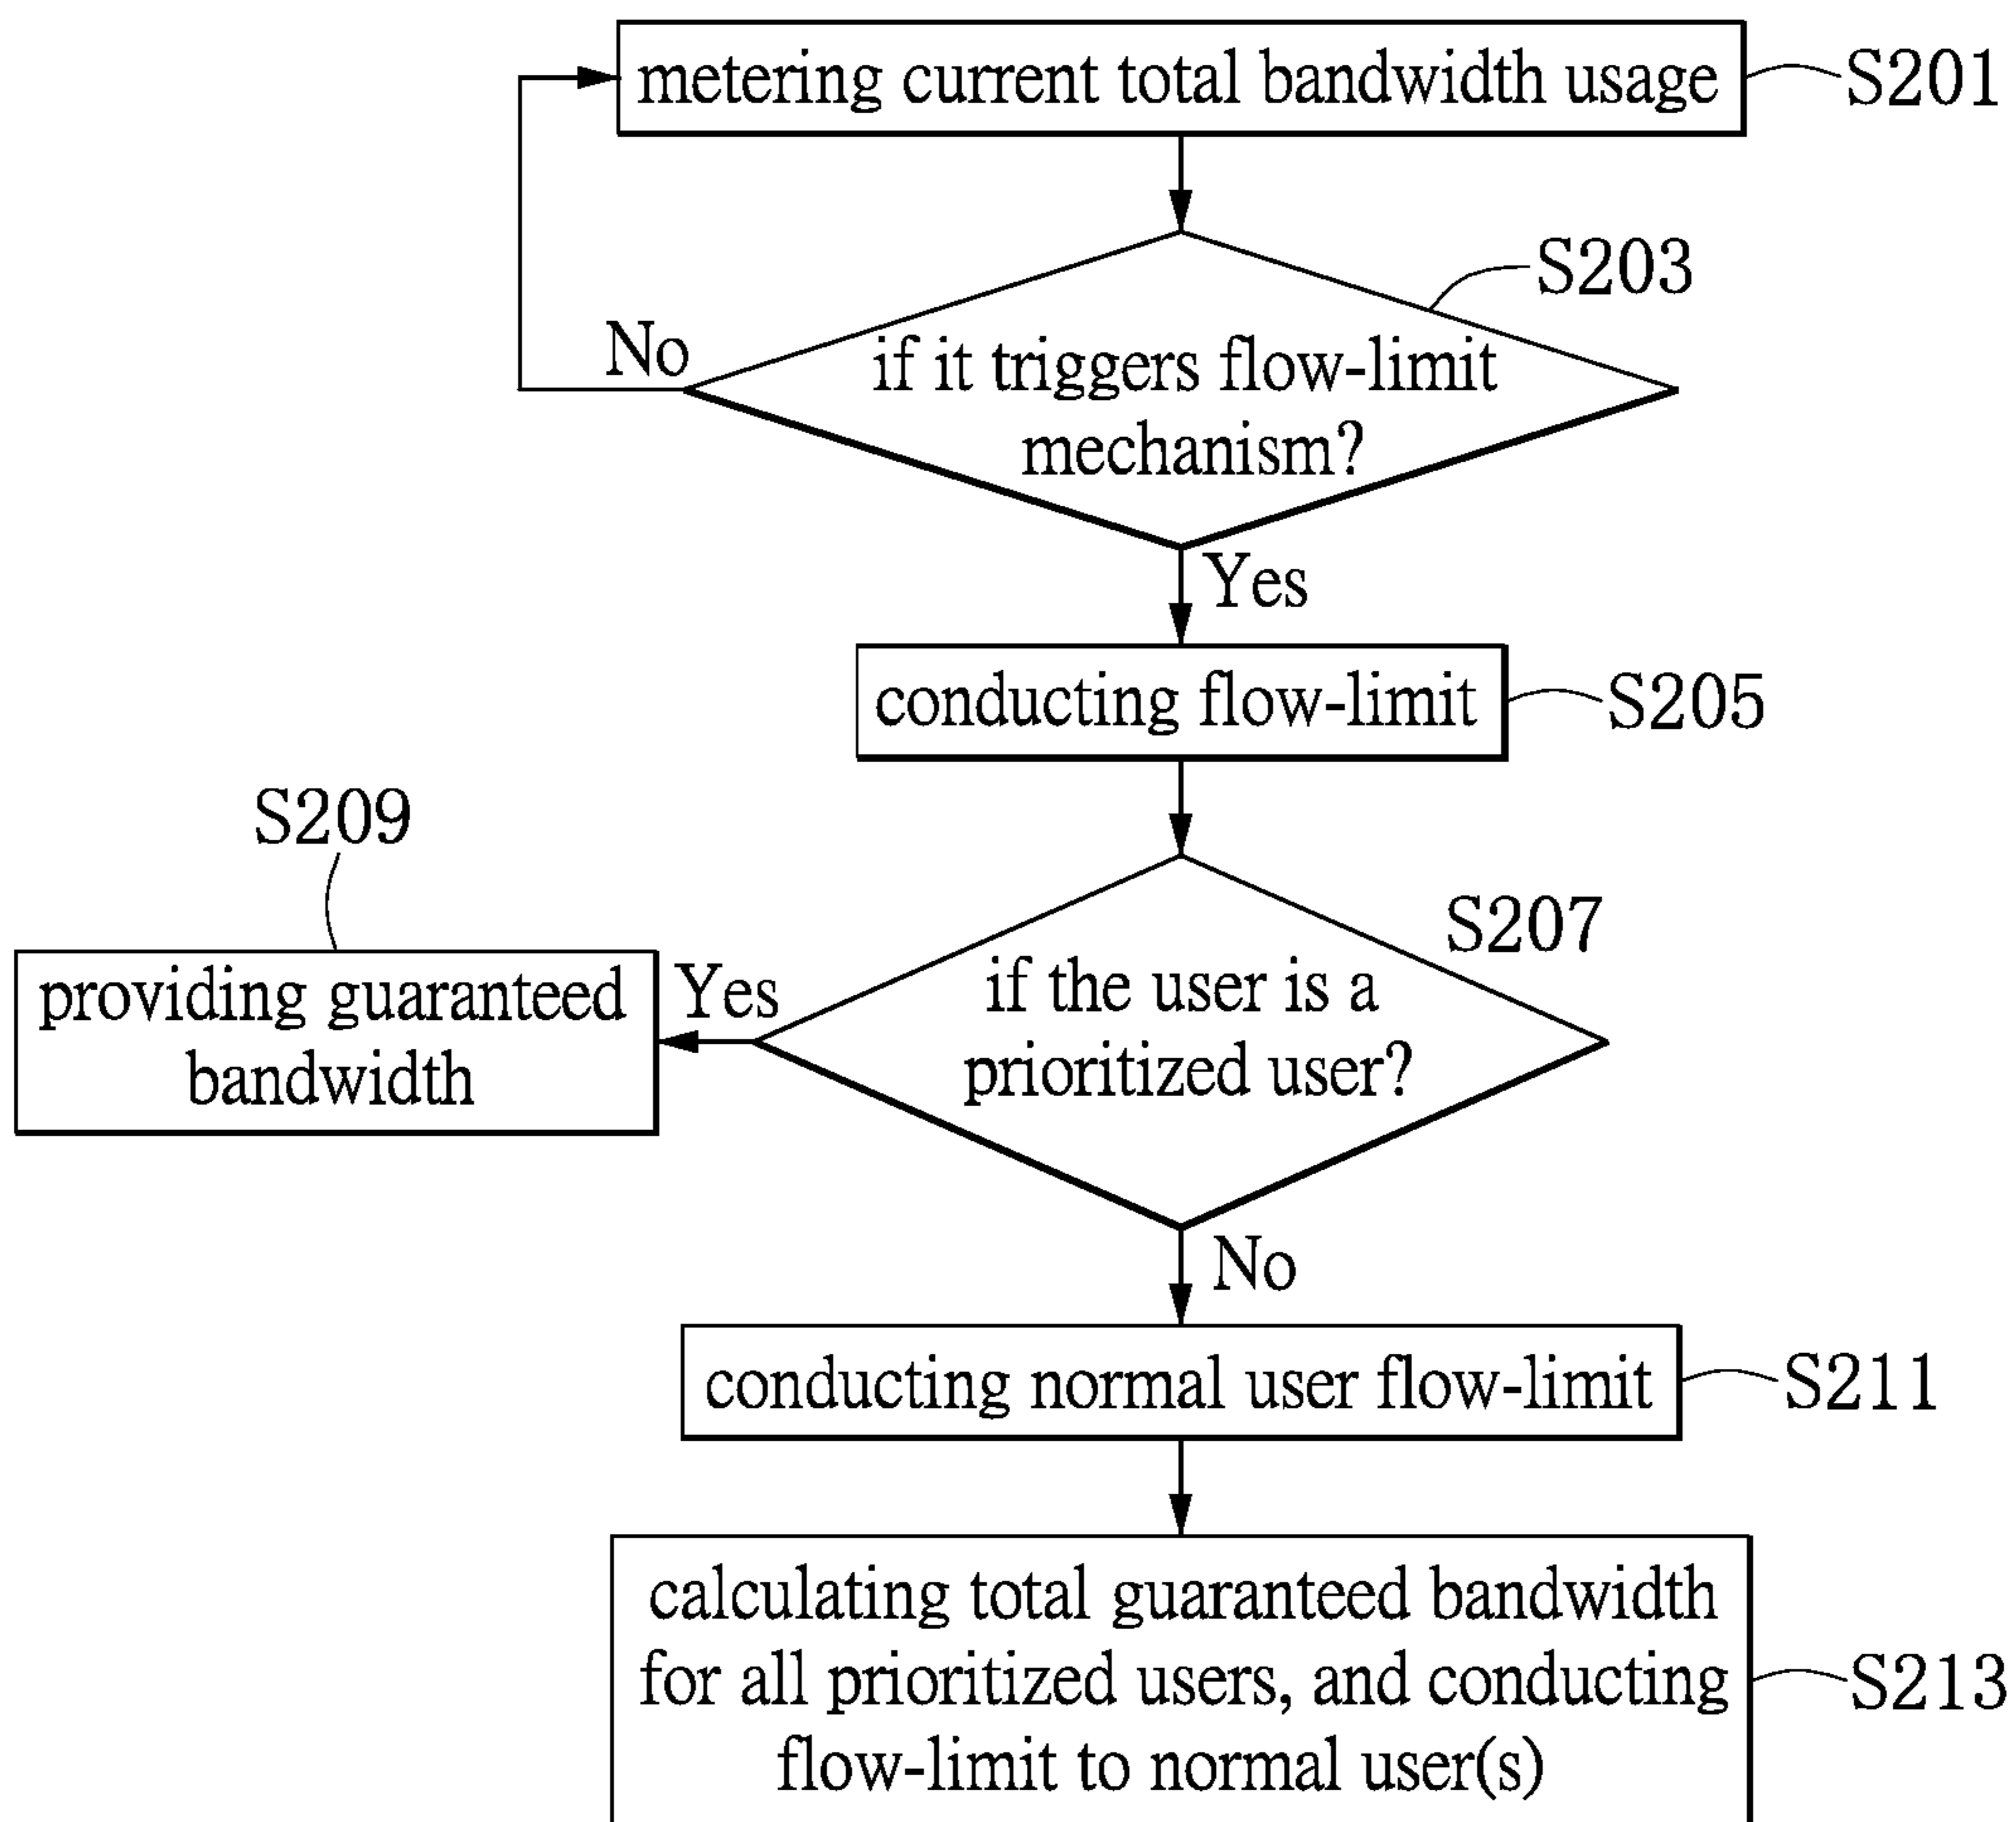 metering current total bandwidth usage
S201
S203
No
if it triggers flow-limit
mechanism?
Yes
conducting flow-limit
S205
S209
S207
providing guaranteed
bandwidth
Yes
if the user is a
prioritized user?
No
conducting normal user flow-limit
S211
calculating total guaranteed bandwidth
for all prioritized users, and conducting
flow-limit to normal user(s)
S213